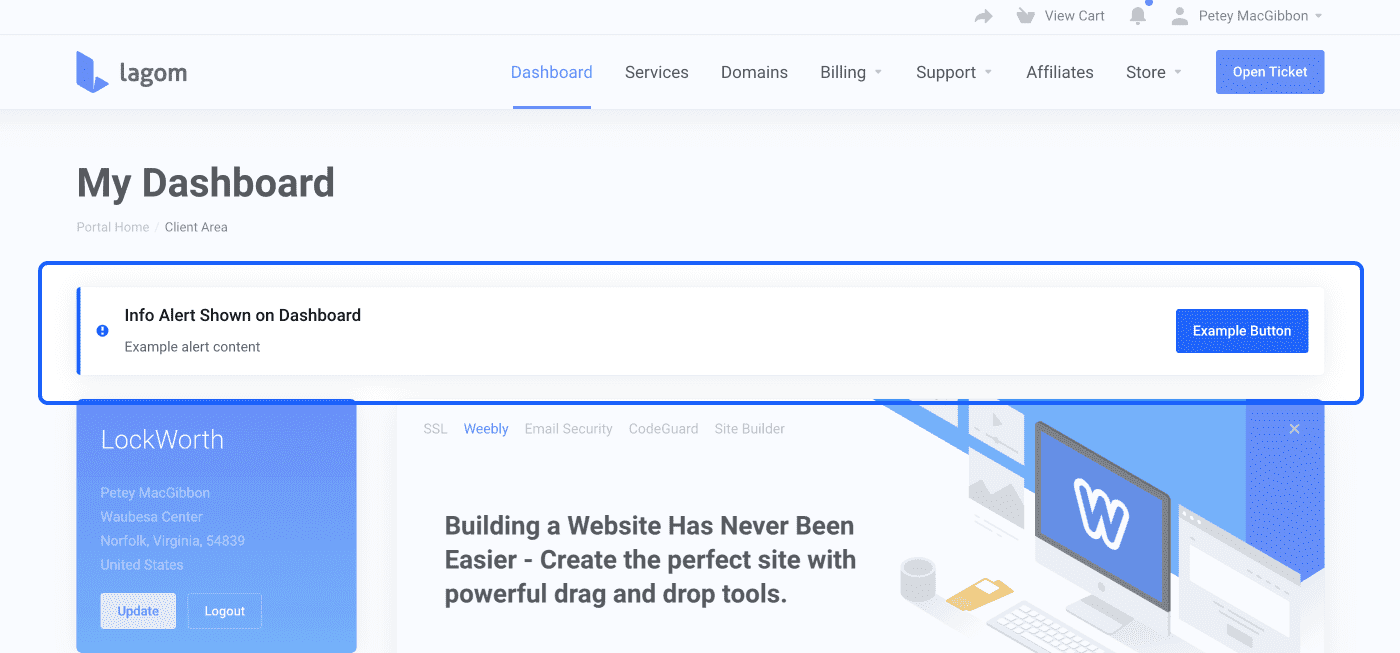 View Cart
Petey MacGibbon
lagom
Dashboard Services Domains Billing Support Affiliates Store Open Ticket
My Dashboard
Portal Home / Client Area
Info Alert Shown on Dashboard
Example alert content
Example Button
LockWorth
Petey MacGibbon
Waubesa Center
Norfolk, Virginia, 54839
United States
Update Logout
SSL Weebly Email Security CodeGuard Site Builder
Building a Website Has Never Been
Easier - Create the perfect site with
powerful drag and drop tools.
W